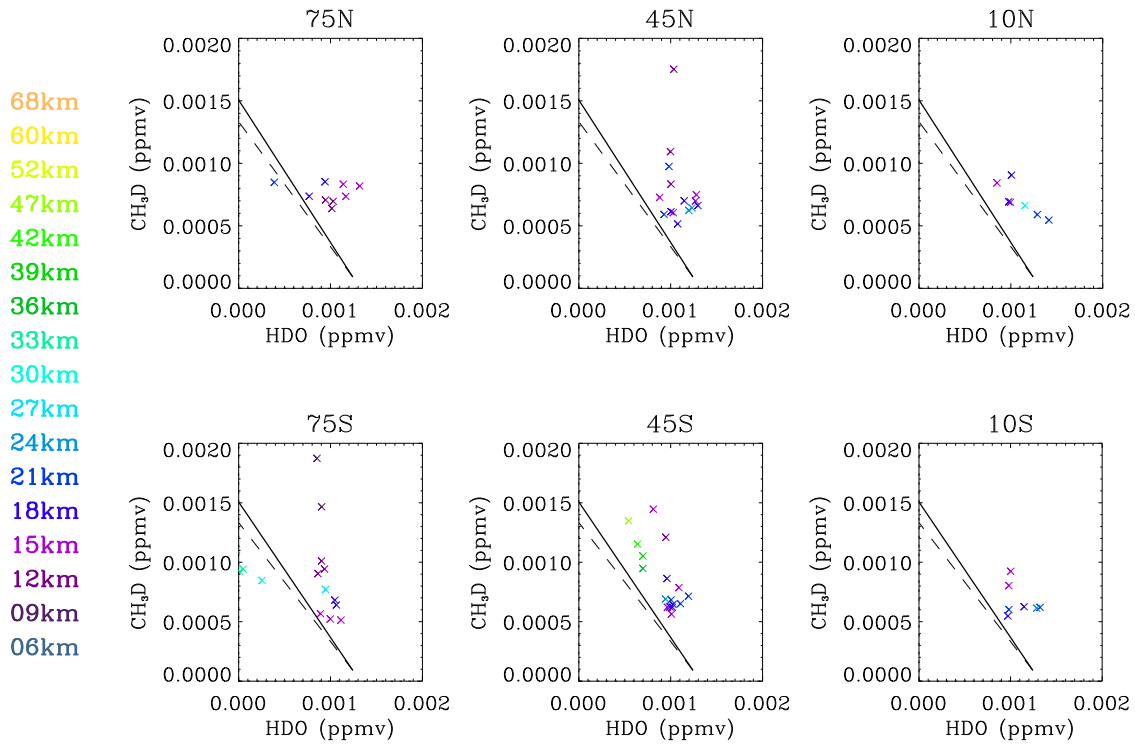 68km
60km
52km
47km
42km
39km
36km
33km
30km
27km
24km
21km
18km
15km
12km
09km
06km
75N
0.0020
0.0015
0.0010
0.0005
0.0000
CH₃D (ppmv)
0.000 0.001 0.002
HDO (ppmv)
45N
0.0020
0.0015
0.0010
0.0005
0.0000
CH₃D (ppmv)
0.000 0.001 0.002
HDO (ppmv)
10N
0.0020
0.0015
0.0010
0.0005
0.0000
CH₃D (ppmv)
0.000 0.001 0.002
HDO (ppmv)
75S
0.0020
0.0015
0.0010
0.0005
0.0000
CH₃D (ppmv)
0.000 0.001 0.002
HDO (ppmv)
45S
0.0020
0.0015
0.0010
0.0005
0.0000
CH₃D (ppmv)
0.000 0.001 0.002
HDO (ppmv)
10S
0.0020
0.0015
0.0010
0.0005
0.0000
CH₃D (ppmv)
0.000 0.001 0.002
HDO (ppmv)